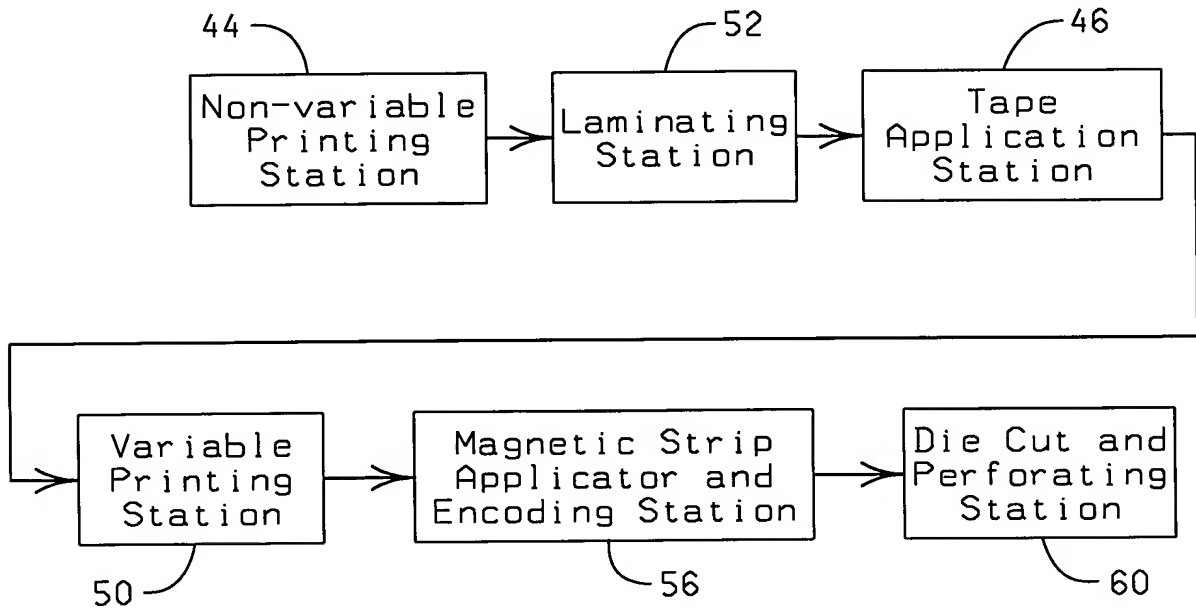 44
52
46
Non-variable
Printing
Station
Laminating
Station
Tape
Application
Station
Variable
Printing
Station
Magnetic Strip
Applicator and
Encoding Station
Die Cut and
Perforating
Station
50
56
60